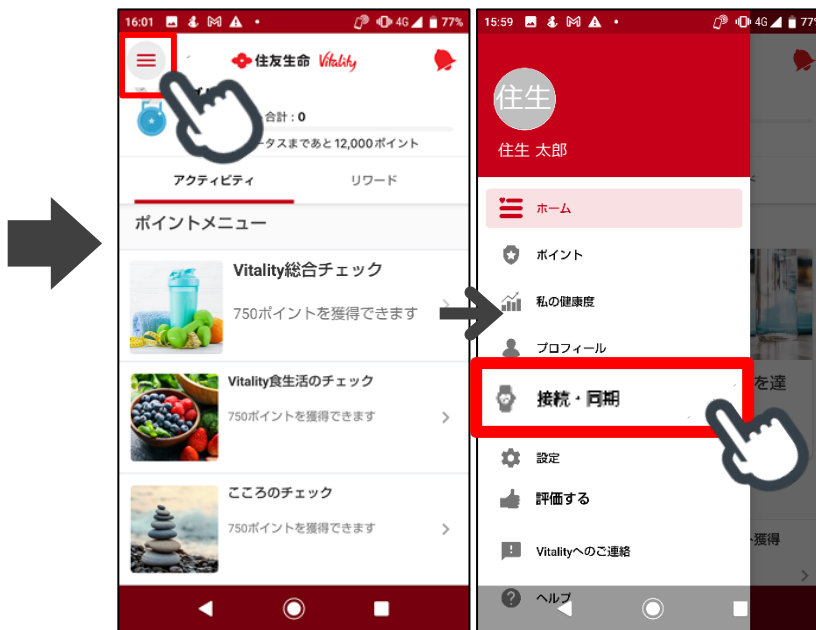 16:01
4G 77%
住友生命 Vitality
合計:0
タスまであと12,000ポイント
アクティビティ
リワード
ポイントメニュー
Vitality総合チェック
750ポイントを獲得できます
Vitality食生活のチェック
750ポイントを獲得できます
こころのチェック
750ポイントを獲得できます
15:59
4G 77%
住生
住生 太郎
ホーム
ポイント
私の健康度
プロフィール
接続・同期
設定
評価する
Vitalityへのご連絡
ヘルプ
を達
獲得